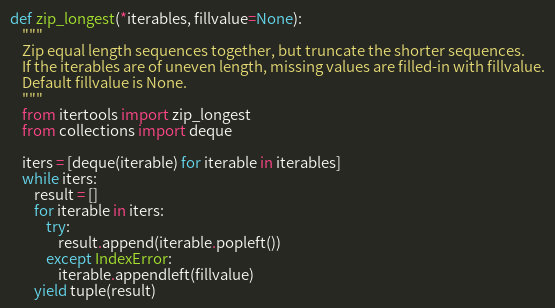 def zip_longest(*iterables, fillvalue=None):
    """
    Zip equal length sequences together, but truncate the shorter sequences.
    If the iterables are of uneven length, missing values are filled-in with fillvalue.
    Default fillvalue is None.
    """
    from itertools import zip_longest
    from collections import deque

    iters = [deque(iterable) for iterable in iterables]
    while iters:
        result = []
        for iterable in iters:
            try:
                result.append(iterable.popleft())
            except IndexError:
                iterable.appendleft(fillvalue)
        yield tuple(result)